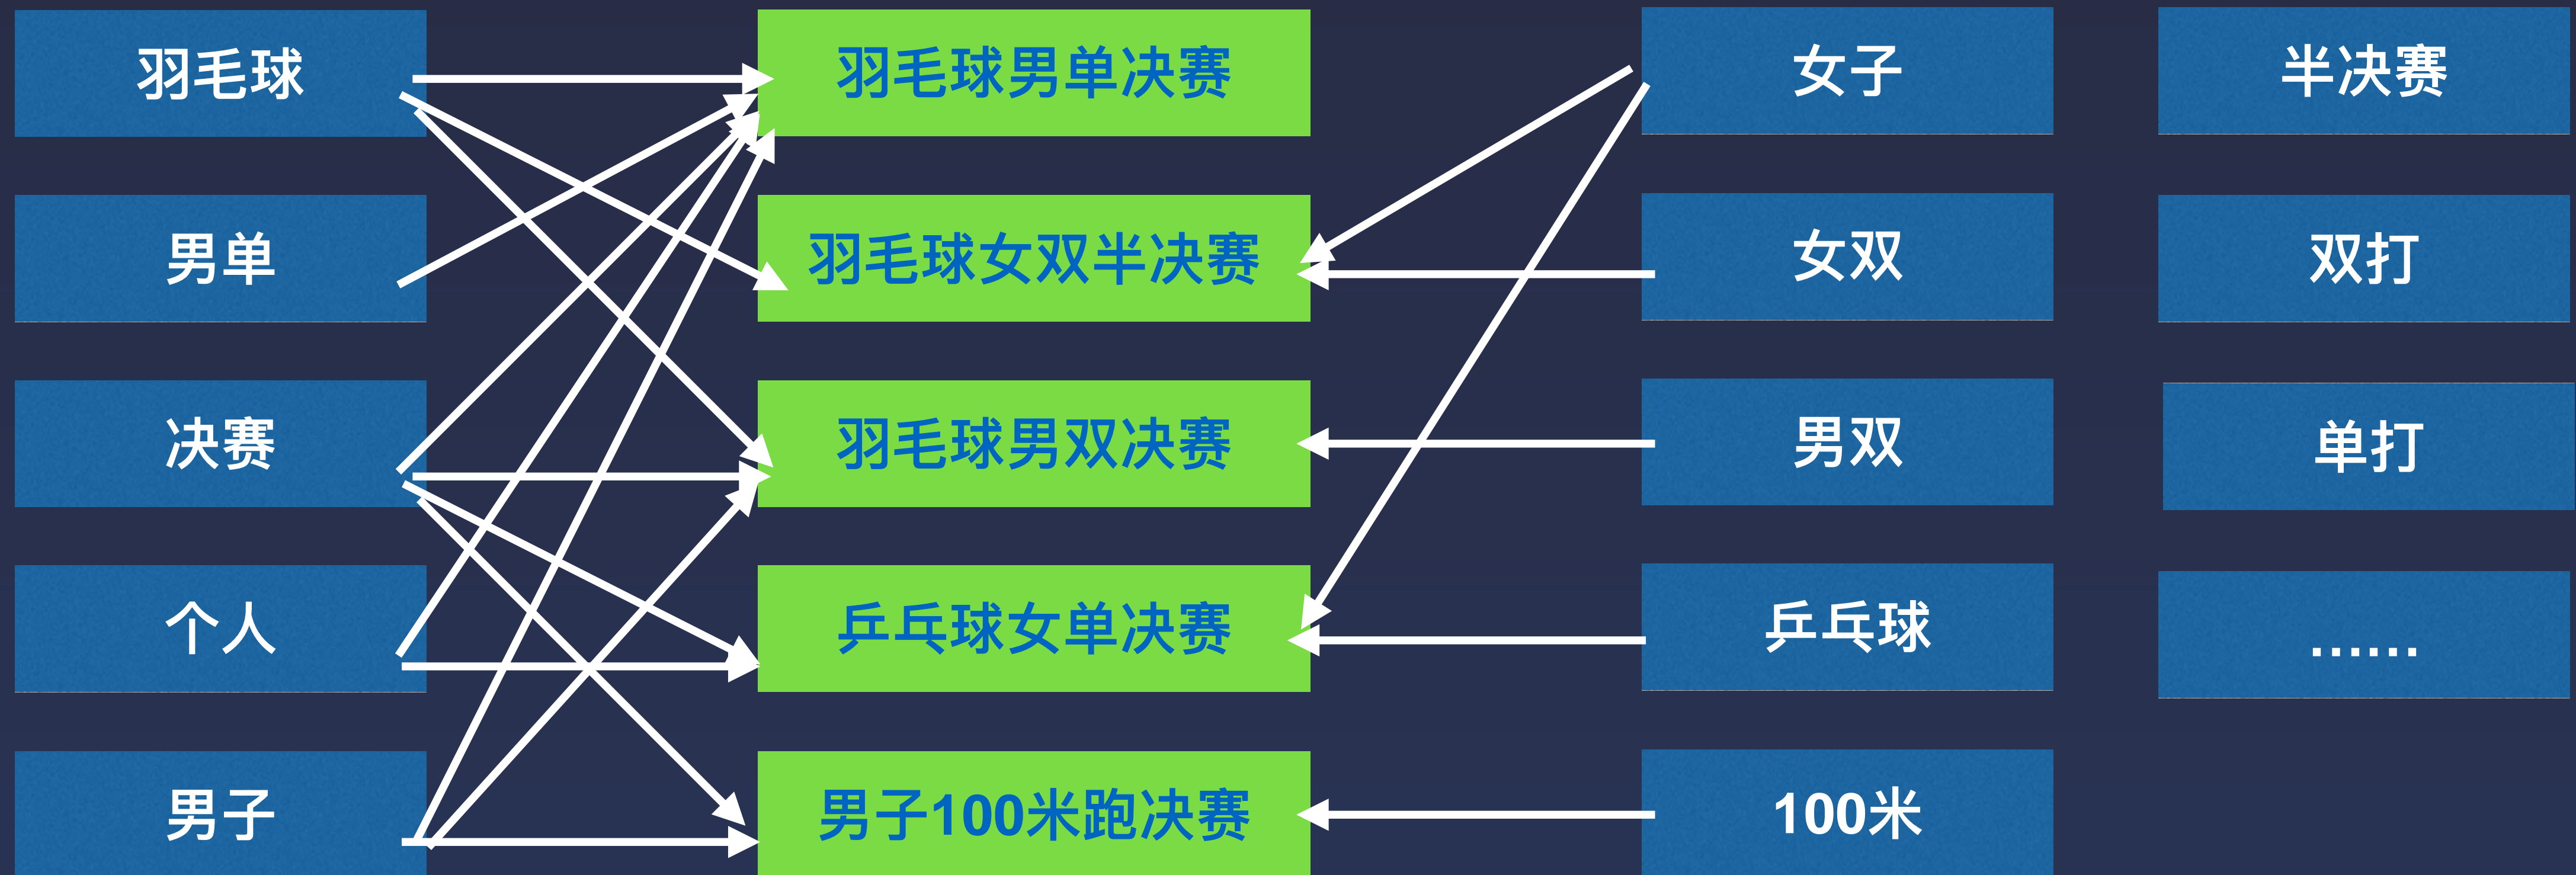 羽毛球
羽毛球男单决赛
女子
半决赛
男单
羽毛球女双半决赛
女双
双打
决赛
羽毛球男双决赛
男双
单打
个人
乒乓球女单决赛
乒乓球
……
男子
男子100米跑决赛
100米